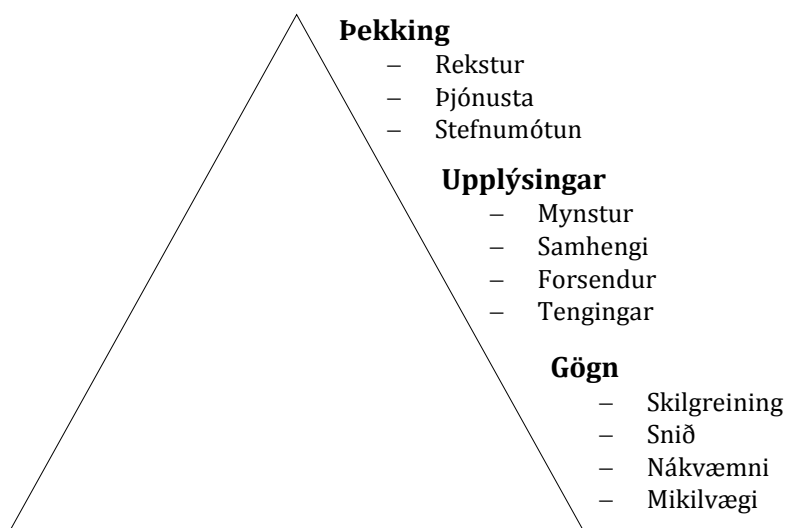 Þekking
– Rekstur
– Þjónusta
– Stefnumótun
Upplýsingar
– Mynstur
– Samhengi
– Forsendur
– Tengingar
Gögn
– Skilgreining
– Snið
– Nákvæmni
– Mikilvægi